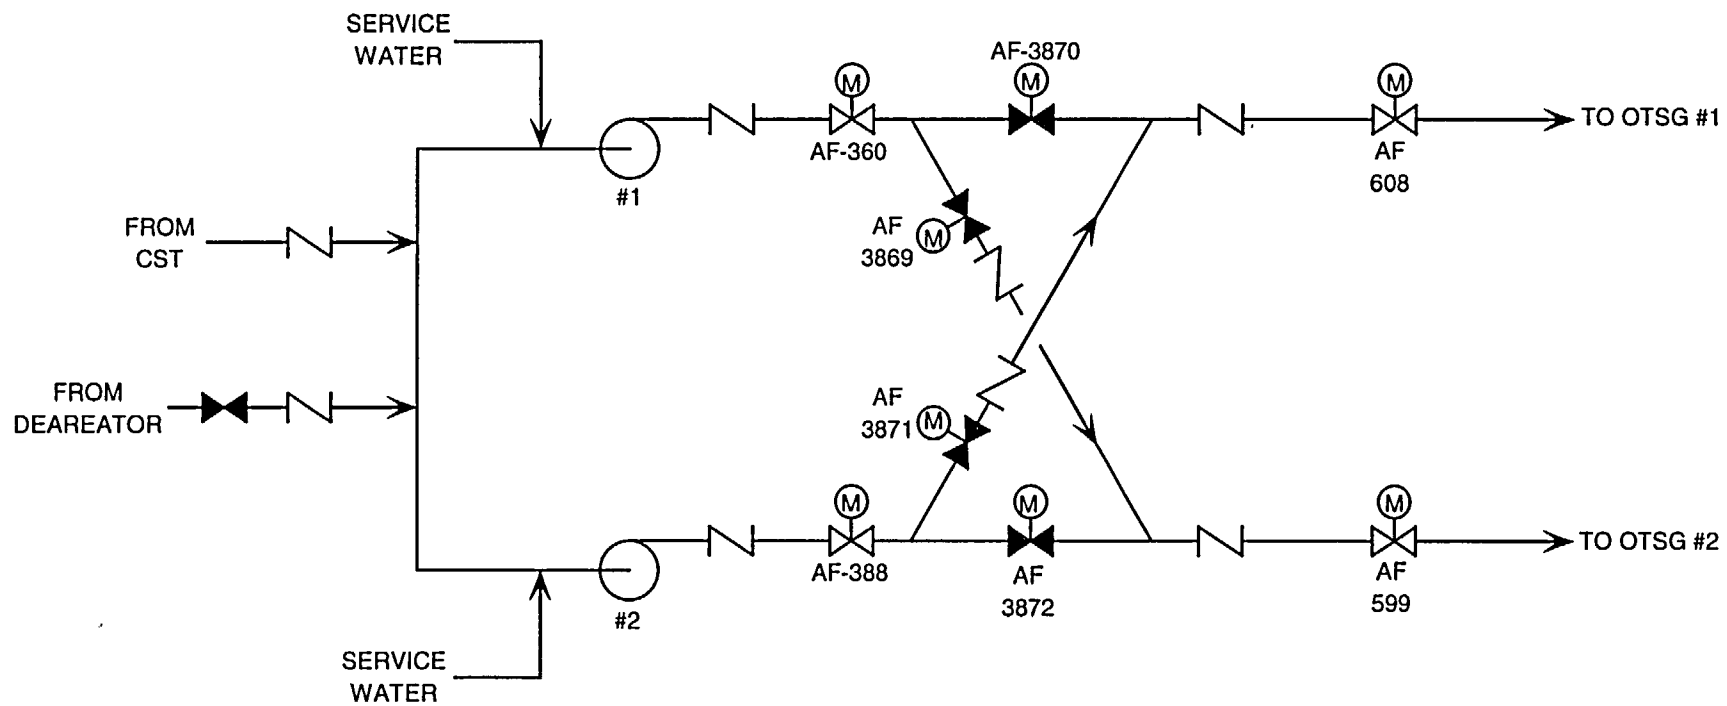 SERVICE
WATER
AF-3870
M
M
M
TO OTSG #1
AF-360
AF
608
#1
FROM
CST
AF
3869
M
FROM
DEAREATOR
AF
3871
M
M
M
M
TO OTSG #2
AF-388
AF
3872
AF
599
#2
SERVICE
WATER